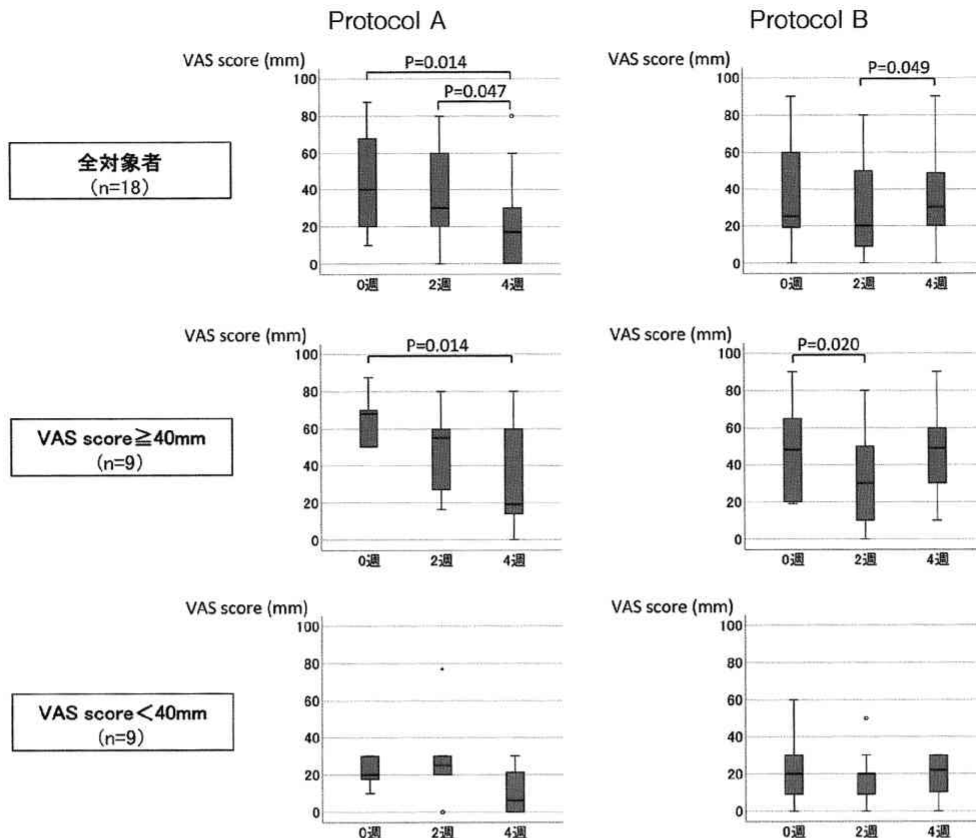 Protocol A
Protocol B
VAS score (mm)
P=0.014
P=0.047
100
80
60
40
20
0
0週
2週
4週
VAS score (mm)
P=0.049
100
80
60
40
20
0
0週
2週
4週
全対象者
(n=18)
VAS score (mm)
P=0.014
100
80
60
40
20
0
0週
2週
4週
VAS score (mm)
P=0.020
100
80
60
40
20
0
0週
2週
4週
VAS score≧40mm
(n=9)
VAS score (mm)
100
80
60
40
20
0
0週
2週
4週
VAS score (mm)
100
80
60
40
20
0
0週
2週
4週
VAS score＜40mm
(n=9)